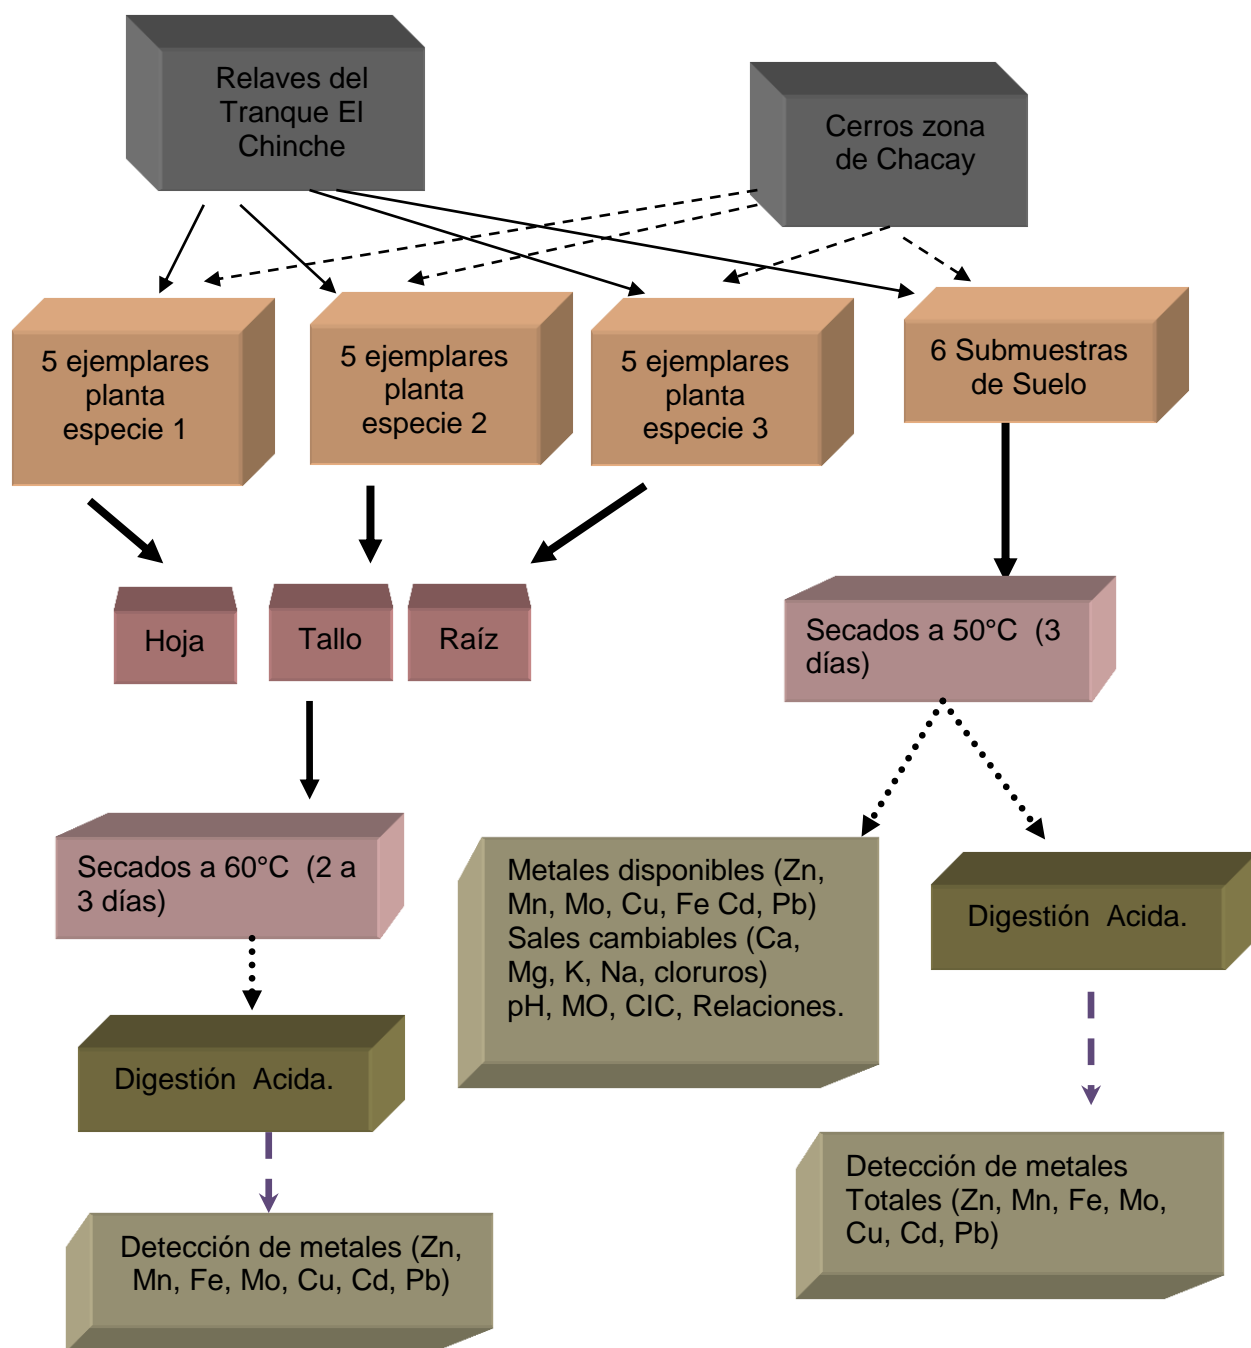 Relaves del
Tranque El
Chinche
Cerros zona
de Chacay
5 ejemplares
planta
especie 1
5 ejemplares
planta
especie 2
5 ejemplares
planta
especie 3
6 Submuestras
de Suelo
Hoja
Tallo
Raíz
Secados a 50°C (3
días)
Secados a 60°C (2 a
3 días)
Metales disponibles (Zn,
Mn, Mo, Cu, Fe Cd, Pb)
Sales cambiables (Ca,
Mg, K, Na, cloruros)
pH, MO, CIC, Relaciones.
Digestión Acida.
Digestión Acida.
Detección de metales
Totales (Zn, Mn, Fe, Mo,
Cu, Cd, Pb)
Detección de metales (Zn,
Mn, Fe, Mo, Cu, Cd, Pb)